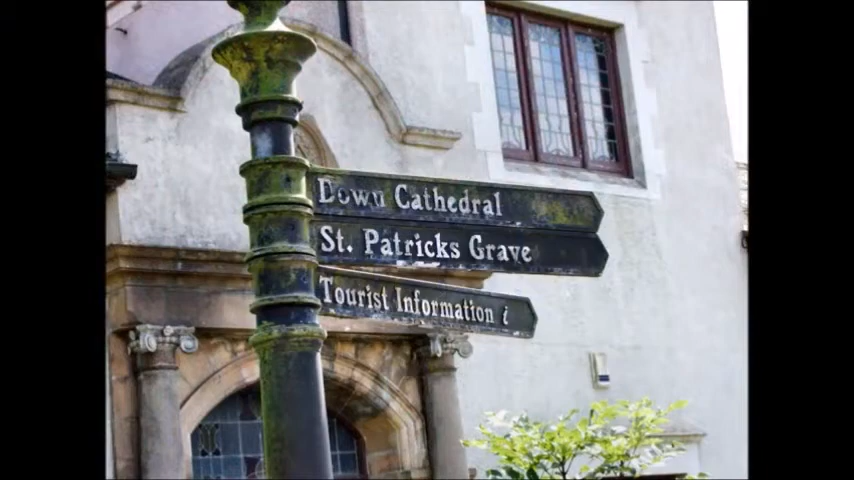 Down Cathedral
St. Patricks Grave
Tourist Information i